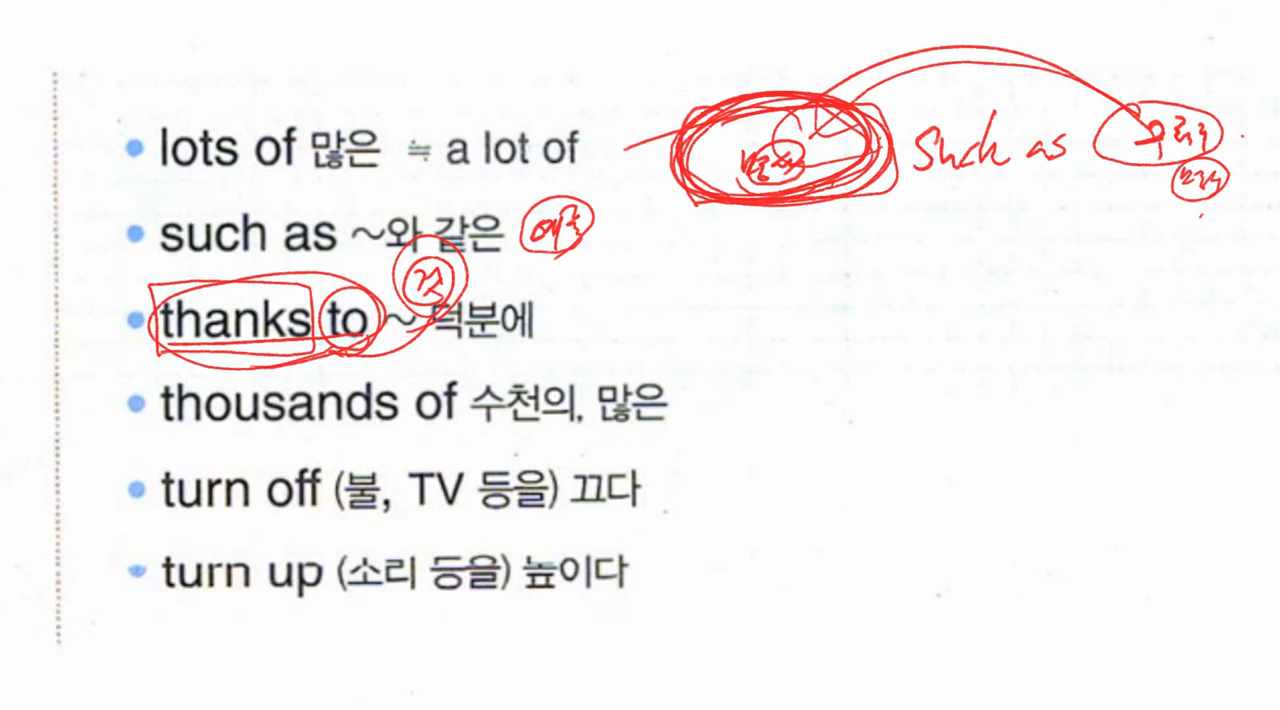 lots of 많은 ≒ a lot of
such as
such as ~와 같은
것
thanks to ~ 덕분에
thousands of 수천의, 많은
turn off (불, TV 등을) 끄다
turn up (소리 등을) 높이다